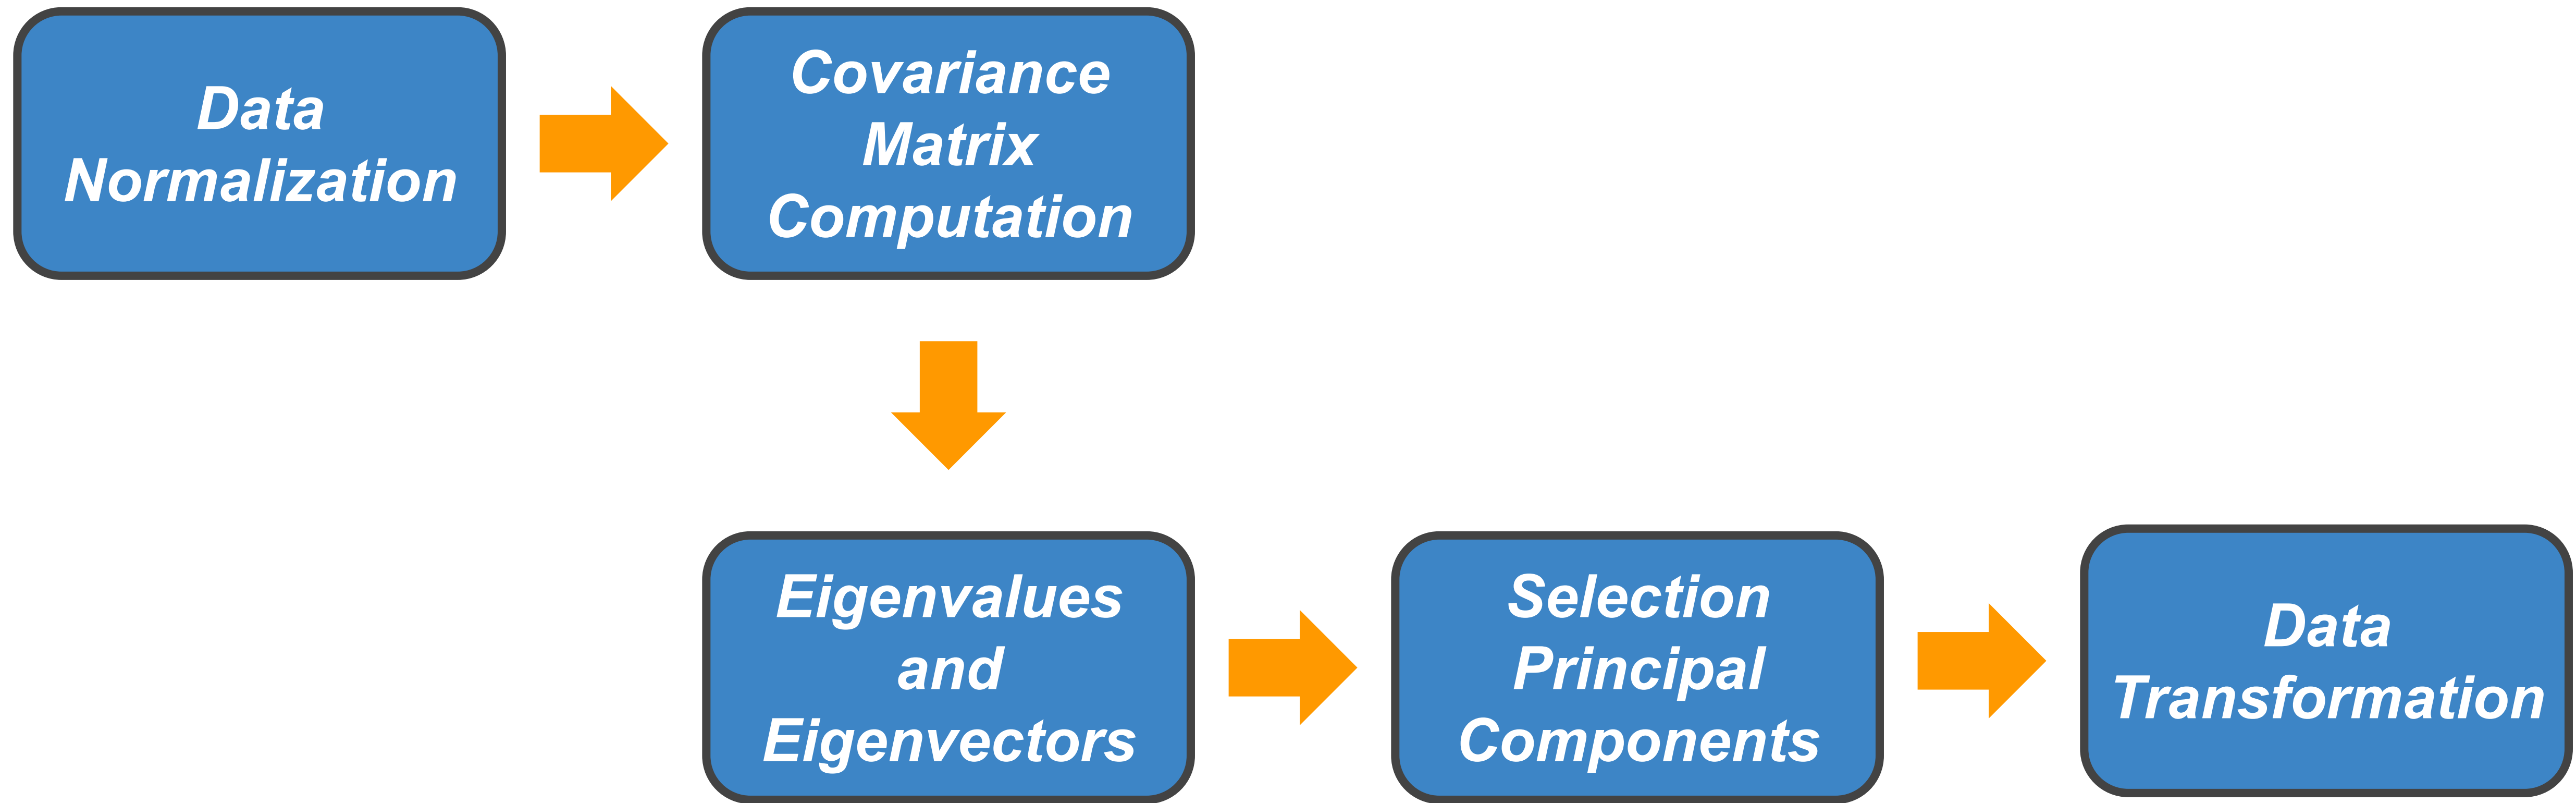 Data
Normalization
Covariance
Matrix
Computation
Eigenvalues
and
Eigenvectors
Selection
Principal
Components
Data
Transformation